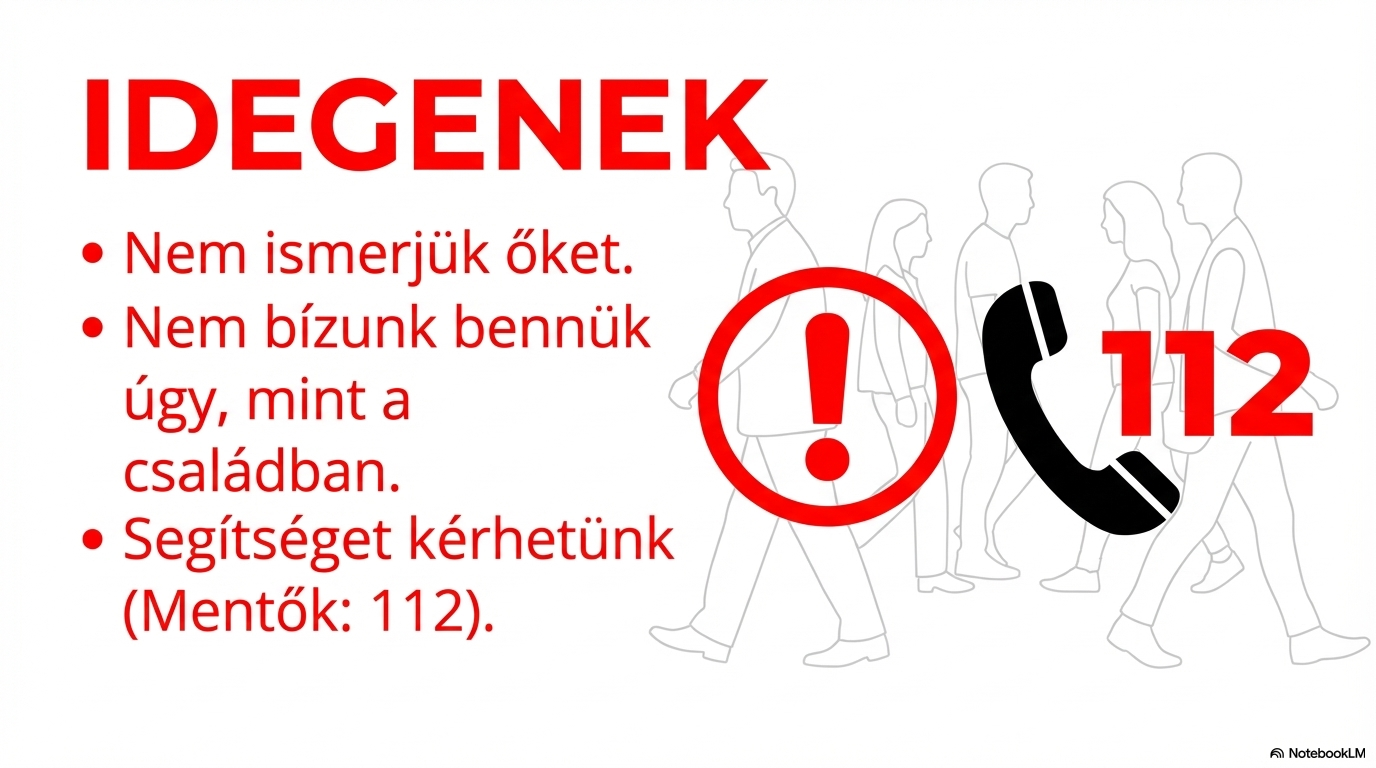 IDEGENEK
• Nem ismerjük őket.
• Nem bízunk bennük
úgy, mint a
családban.
• Segítséget kérhetünk
(Mentők: 112).
112
NotebookLM